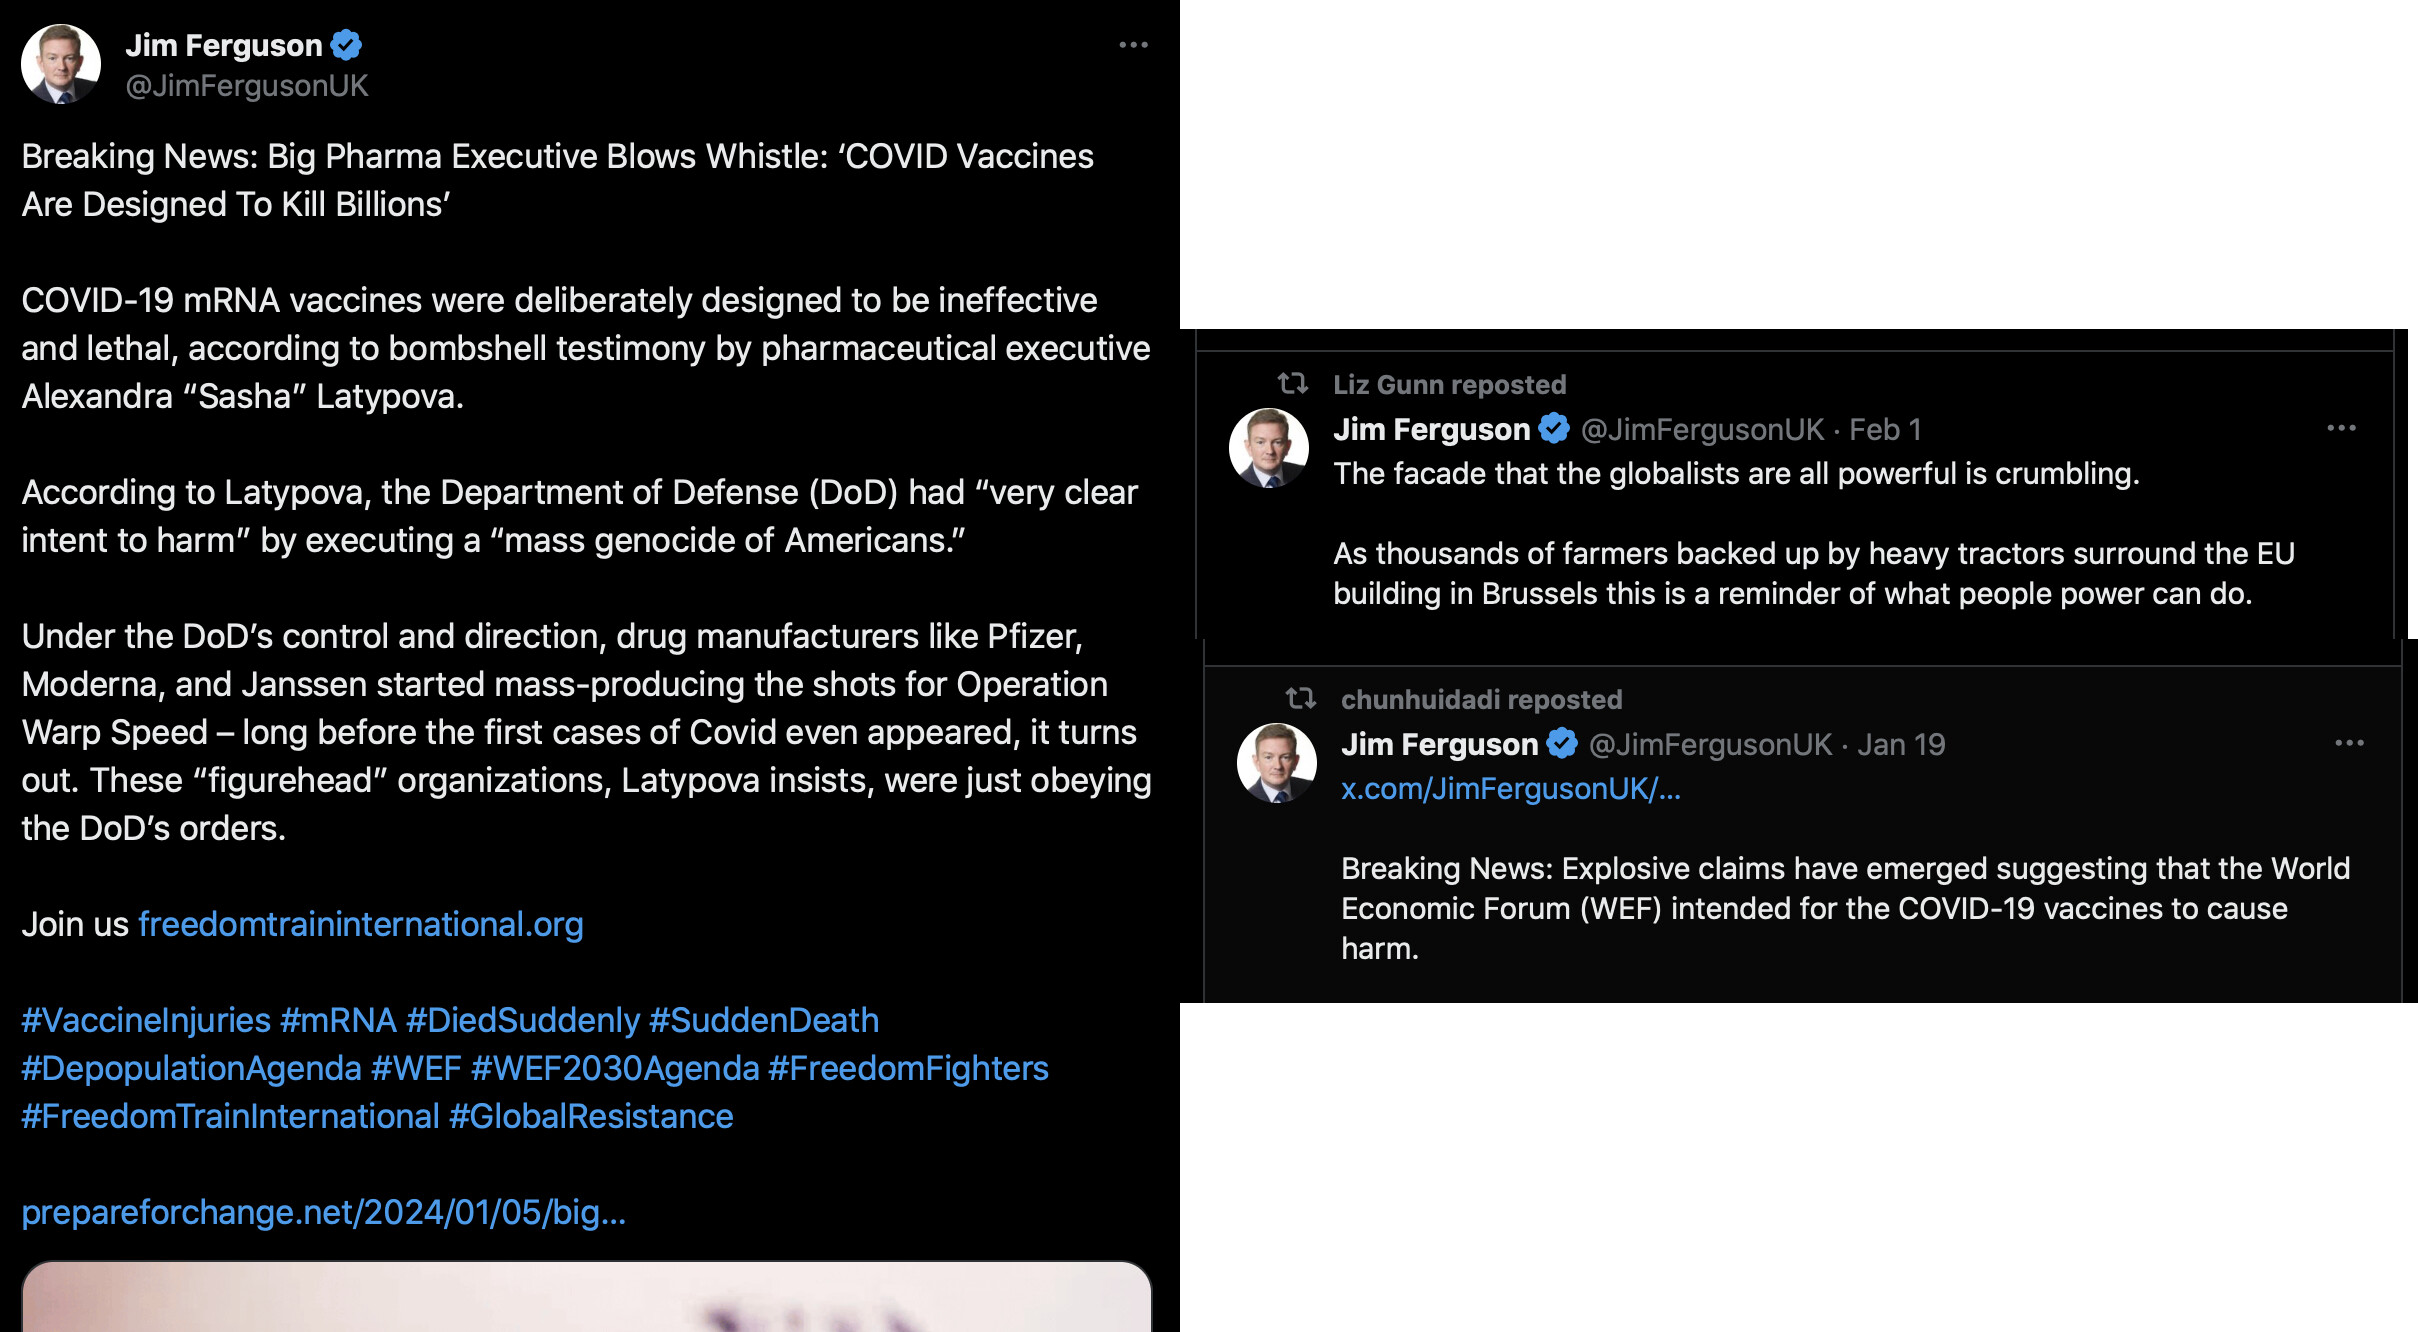 Jim Ferguson
@JimFergusonUK
Breaking News: Big Pharma Executive Blows Whistle: ‘COVID Vaccines
Are Designed To Kill Billions’
COVID-19 mRNA vaccines were deliberately designed to be ineffective
and lethal, according to bombshell testimony by pharmaceutical executive
Alexandra “Sasha” Latypova.
According to Latypova, the Department of Defense (DoD) had “very clear
intent to harm” by executing a “mass genocide of Americans.”
Under the DoD’s control and direction, drug manufacturers like Pfizer,
Moderna, and Janssen started mass-producing the shots for Operation
Warp Speed – long before the first cases of Covid even appeared, it turns
out. These “figurehead” organizations, Latypova insists, were just obeying
the DoD’s orders.
Join us freedomtraininternational.org
#VaccineInjuries #mRNA #DiedSuddenly #SuddenDeath
#DepopulationAgenda #WEF #WEF2030Agenda #FreedomFighters
#FreedomTrainInternational #GlobalResistance
prepareforchange.net/2024/01/05/big...
Liz Gunn reposted
Jim Ferguson @JimFergusonUK · Feb 1
The facade that the globalists are all powerful is crumbling.
As thousands of farmers backed up by heavy tractors surround the EU
building in Brussels this is a reminder of what people power can do.
chunhuidadi reposted
Jim Ferguson @JimFergusonUK · Jan 19
x.com/JimFergusonUK/...
Breaking News: Explosive claims have emerged suggesting that the World
Economic Forum (WEF) intended for the COVID-19 vaccines to cause
harm.